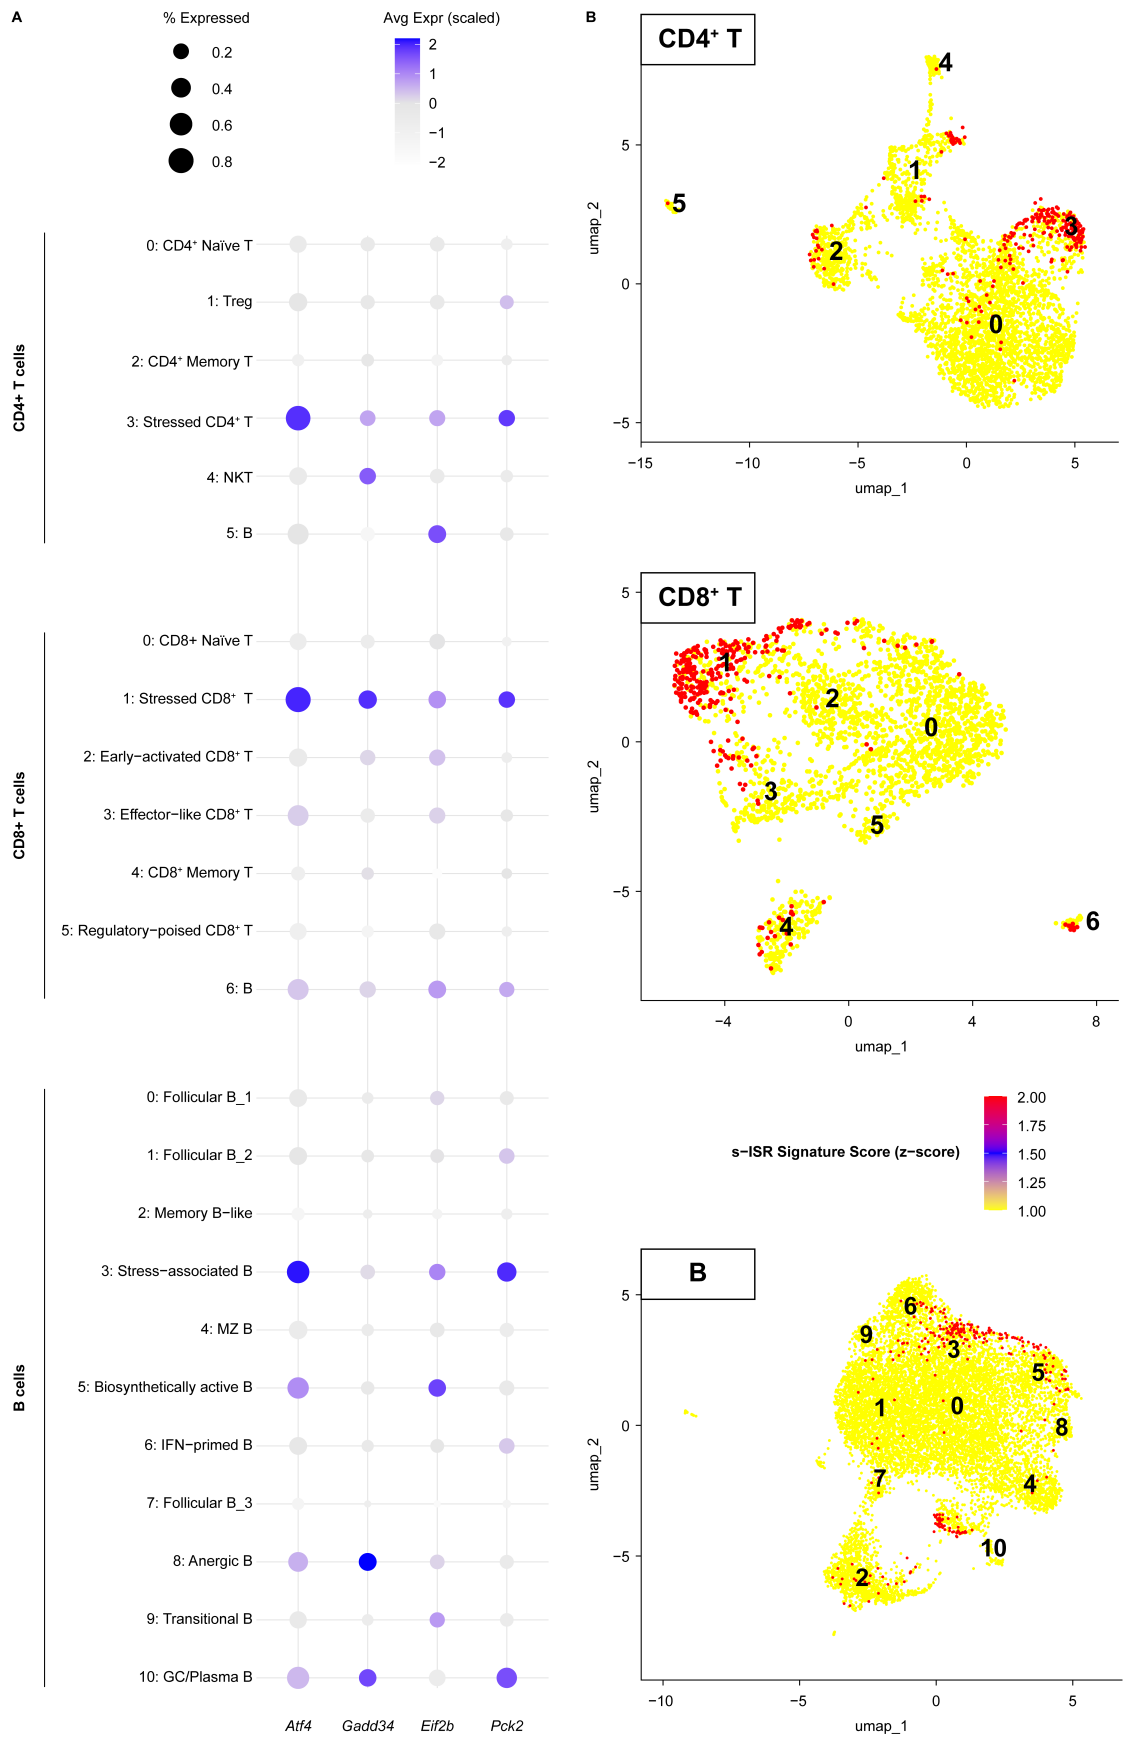 A
% Expressed
0.2
0.4
0.6
0.8
Avg Expr (scaled)
2
1
0
−1
−2
CD4+ T cells
0: CD4⁺ Naïve T
1: Treg
2: CD4⁺ Memory T
3: Stressed CD4⁺ T
4: NKT
5: B
CD8+ T cells
0: CD8+ Naïve T
1: Stressed CD8⁺ T
2: Early−activated CD8⁺ T
3: Effector−like CD8⁺ T
4: CD8⁺ Memory T
5: Regulatory−poised CD8⁺ T
6: B
B cells
0: Follicular B_1
1: Follicular B_2
2: Memory B−like
3: Stress−associated B
4: MZ B
5: Biosynthetically active B
6: IFN−primed B
7: Follicular B_3
8: Anergic B
9: Transitional B
10: GC/Plasma B
Atf4 Gadd34 Eif2b Pck2
B
CD4⁺ T
4
1
5
3
2
0
5
0
−5
umap_2
−15 −10 −5 0 5
umap_1
CD8⁺ T
1
2
0
3
5
4
6
5
0
−5
umap_2
−4 0 4 8
umap_1
s−ISR Signature Score (z−score)
2.00
1.75
1.50
1.25
1.00
B
6
9
3
5
1
0
8
7
4
10
2
5
0
−5
umap_2
−10 −5 0 5
umap_1